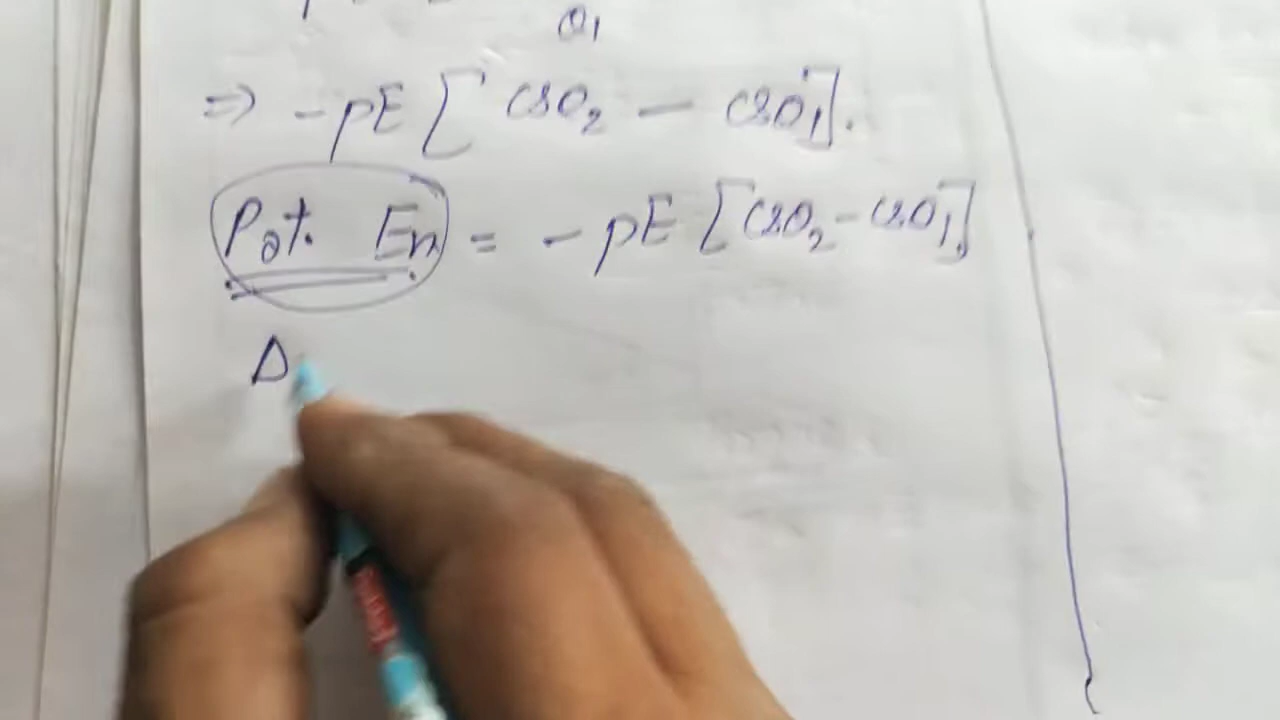 θ₁
⇒ -pE [ cosθ₂ - cosθ₁].
Pot. En = -pE [cosθ₂ - cosθ₁]
Δ